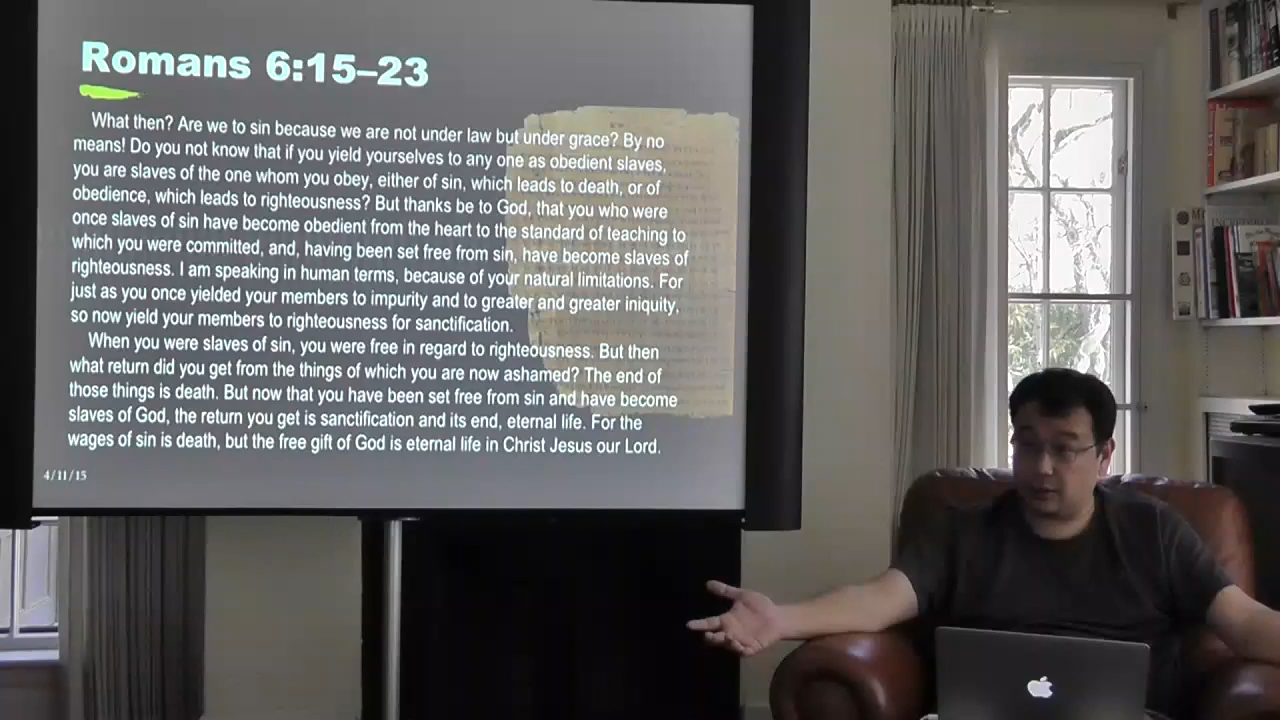 Romans 6:15–23
What then? Are we to sin because we are not under law but under grace? By no
means! Do you not know that if you yield yourselves to any one as obedient slaves,
you are slaves of the one whom you obey, either of sin, which leads to death, or of
obedience, which leads to righteousness? But thanks be to God, that you who were
once slaves of sin have become obedient from the heart to the standard of teaching to
which you were committed, and, having been set free from sin, have become slaves of
righteousness. I am speaking in human terms, because of your natural limitations. For
just as you once yielded your members to impurity and to greater and greater iniquity,
so now yield your members to righteousness for sanctification.
When you were slaves of sin, you were free in regard to righteousness. But then
what return did you get from the things of which you are now ashamed? The end of
those things is death. But now that you have been set free from sin and have become
slaves of God, the return you get is sanctification and its end, eternal life. For the
wages of sin is death, but the free gift of God is eternal life in Christ Jesus our Lord.
4/11/15